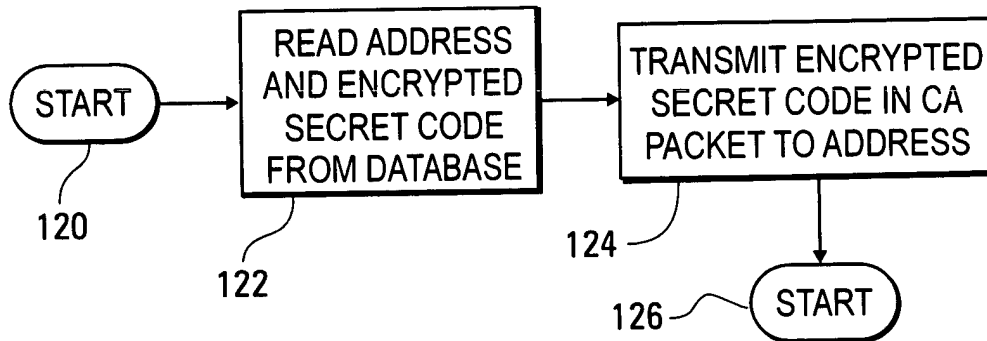 START
120
READ ADDRESS
AND ENCRYPTED
SECRET CODE
FROM DATABASE
122
TRANSMIT ENCRYPTED
SECRET CODE IN CA
PACKET TO ADDRESS
124
START
126